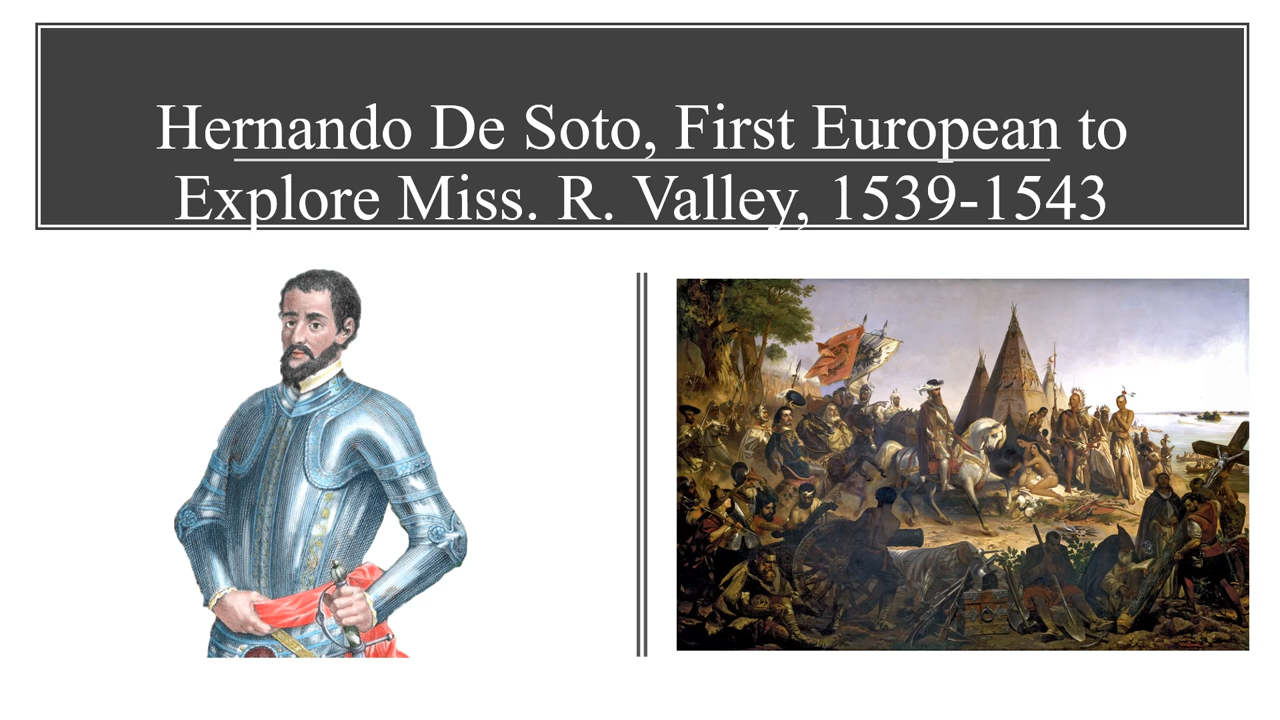 Hernando De Soto, First European to
Explore Miss. R. Valley, 1539-1543